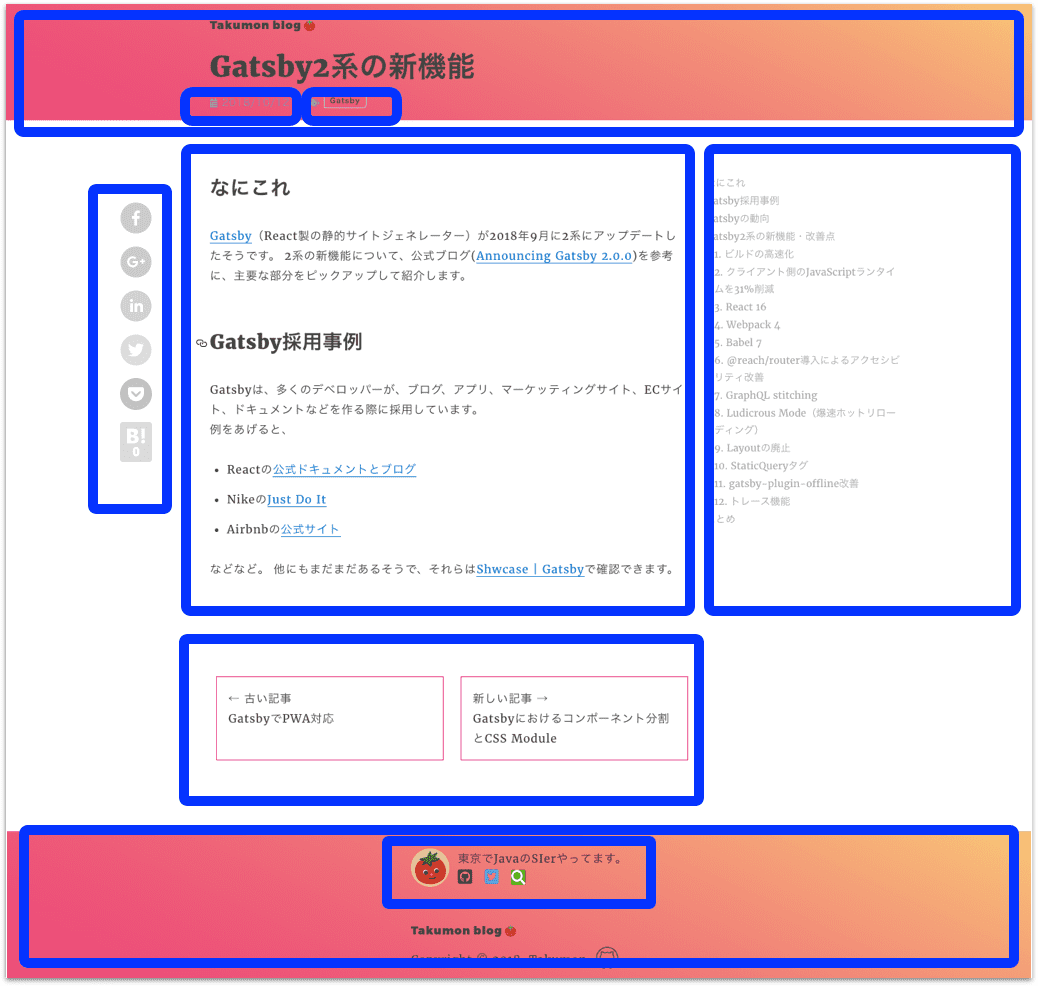 Takumon blog
Gatsby2系の新機能
Gatsby
なにこれ
Gatsby（React製の静的サイトジェネレーター）が2018年9月に2系にアップデートし
たそうです。 2系の新機能について、公式ブログ(Announcing Gatsby 2.0.0)を参考
に、主要な部分をピックアップして紹介します。
Gatsby採用事例
Gatsbyは、多くのデベロッパーが、ブログ、アプリ、マーケッティングサイト、ECサイ
ト、ドキュメントなどを作る際に採用しています。
例をあげると、
• Reactの公式ドキュメントとブログ
• NikeのJust Do It
• Airbnbの公式サイト
などなど。 他にもまだまだあるそうで、それらはShwcase | Gatsbyで確認できます。
G+
in
B!
0
にこれ
atsby採用事例
atsbyの動向
atsby2系の新機能・改善点
1. ビルドの高速化
2. クライアント側のJavaScriptランタイ
ムを31%削減
3. React 16
4. Webpack 4
5. Babel 7
6. @reach/router導入によるアクセシビ
リティ改善
7. GraphQL stitching
8. Ludicrous Mode（爆速ホットリロー
ディング）
9. Layoutの廃止
10. StaticQueryタグ
11. gatsby-plugin-offline改善
12. トレース機能
とめ
← 古い記事
GatsbyでPWA対応
新しい記事 →
Gatsbyにおけるコンポーネント分割
とCSS Module
東京でJavaのSIerやってます。
Takumon blog
Copyright © 2018. Takumon